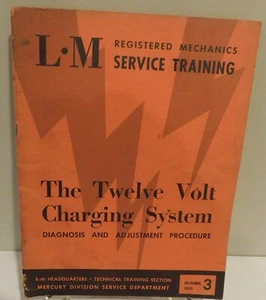 L·M REGISTERED MECHANICS
SERVICE TRAINING
The Twelve Volt
Charging System
DIAGNOSIS AND ADJUSTMENT PROCEDURE
L-M HEADQUARTERS · TECHNICAL TRAINING SECTION
MERCURY DIVISION SERVICE DEPARTMENT
NUMBER 3